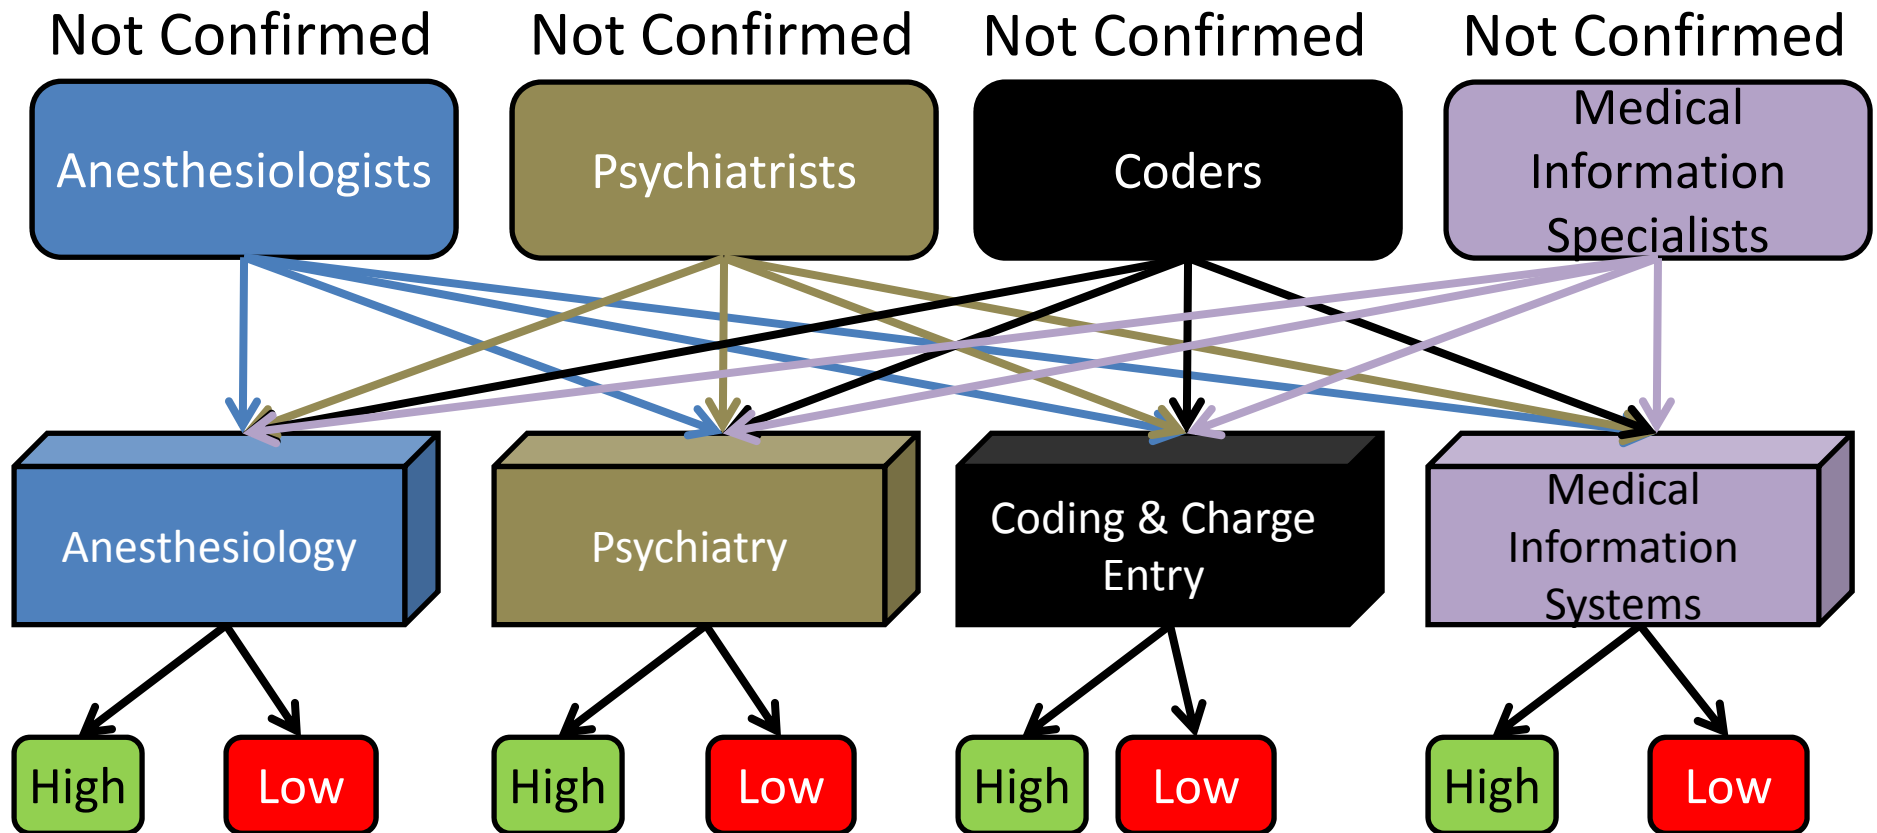 Not Confirmed
Not Confirmed
Not Confirmed
Not Confirmed
Anesthesiologists
Psychiatrists
Coders
Medical
Information
Specialists
Anesthesiology
Psychiatry
Coding & Charge
Entry
Medical
Information
Systems
High
Low
High
Low
High
Low
High
Low